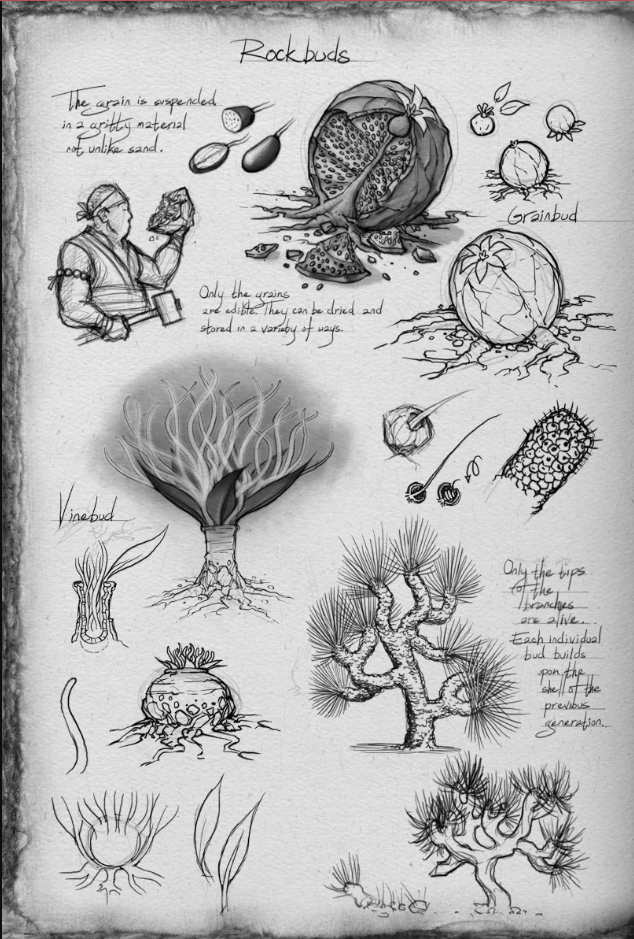 Rockbuds
The grain is suspended
in a gritty material
not unlike sand.
Grainbud
Only the grains
are edible. They can be dried and
stored in a variety of ways.
Vinebud
Only the tips
of the
branches
are alive.
Each individual
bud builds
upon the
shell of the
previous
generation.